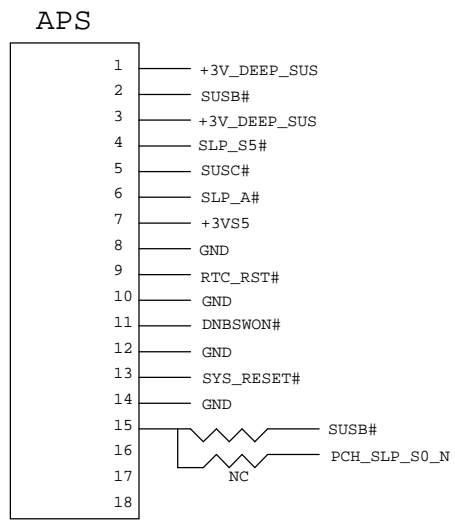 APS
1 +3V_DEEP_SUS
2 SUSB#
3 +3V_DEEP_SUS
4 SLP_S5#
5 SUSC#
6 SLP_A#
7 +3VS5
8 GND
9 RTC_RST#
10 GND
11 DNBSWON#
12 GND
13 SYS_RESET#
14 GND
15 SUSB#
16 PCH_SLP_S0_N
17 NC
18